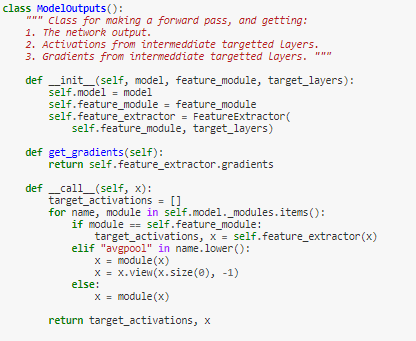 class ModelOutputs():
    """ Class for making a forward pass, and getting:
    1. The network output.
    2. Activations from intermeddiate targetted layers.
    3. Gradients from intermeddiate targetted layers. """

    def __init__(self, model, feature_module, target_layers):
        self.model = model
        self.feature_module = feature_module
        self.feature_extractor = FeatureExtractor(
            self.feature_module, target_layers)

    def get_gradients(self):
        return self.feature_extractor.gradients

    def __call__(self, x):
        target_activations = []
        for name, module in self.model._modules.items():
            if module == self.feature_module:
                target_activations, x = self.feature_extractor(x)
            elif "avgpool" in name.lower():
                x = module(x)
                x = x.view(x.size(0), -1)
            else:
                x = module(x)

        return target_activations, x